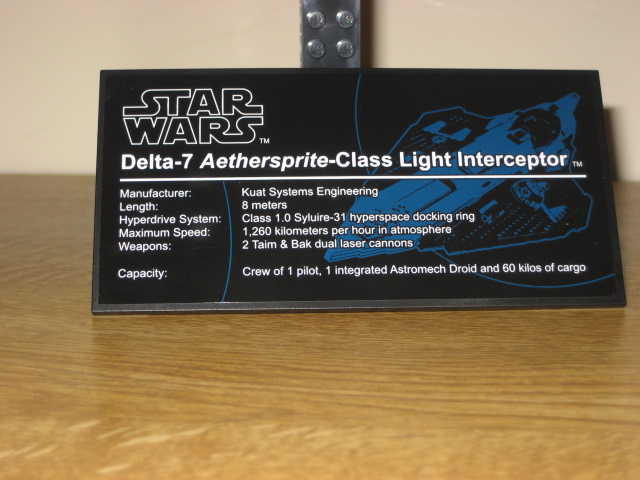 STAR
WARS TM
Delta-7 Aethersprite-Class Light Interceptor TM
Manufacturer: Kuat Systems Engineering
Length: 8 meters
Hyperdrive System: Class 1.0 Syluire-31 hyperspace docking ring
Maximum Speed: 1,260 kilometers per hour in atmosphere
Weapons: 2 Taim & Bak dual laser cannons
Capacity: Crew of 1 pilot, 1 integrated Astromech Droid and 60 kilos of cargo